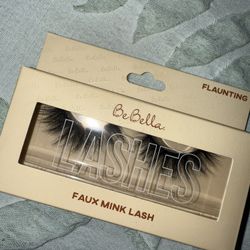 FLAUNTING
BeBella.
LASHES
FAUX MINK LASH